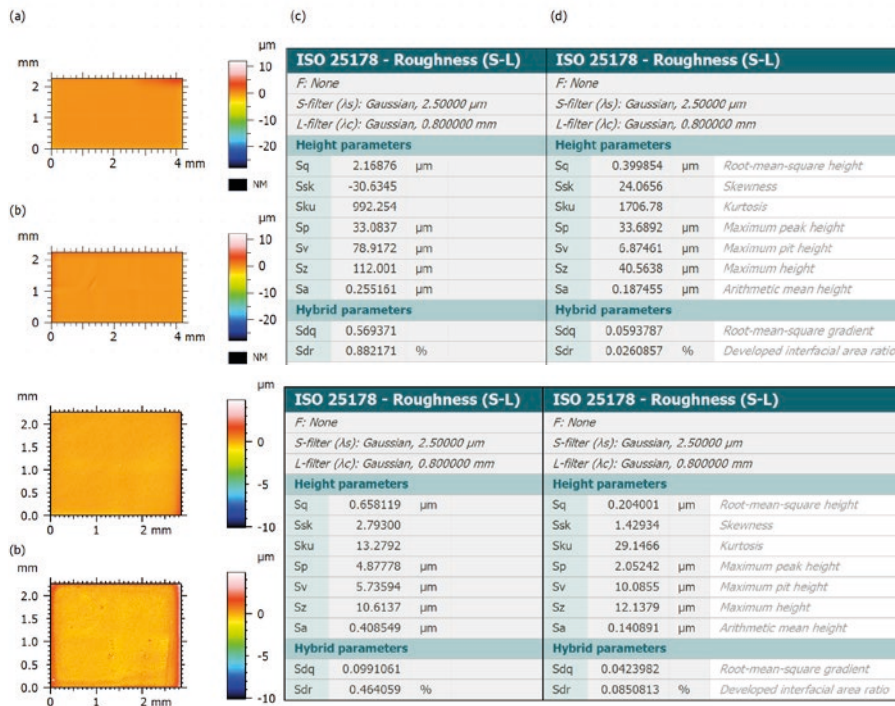 (a)
(c)
(d)
µm
mm
10
0
-10
-20
2
1
0
0 2 4 mm
NM
(b)
µm
mm
10
0
-10
-20
2
1
0
0 2 4 mm
NM
ISO 25178 - Roughness (S-L)
F: None
S-filter (λs): Gaussian, 2.50000 µm
L-filter (λc): Gaussian, 0.800000 mm
Height parameters
Sq 2.16876 µm
Ssk -30.6345
Sku 992.254
Sp 33.0837 µm
Sv 78.9172 µm
Sz 112.001 µm
Sa 0.255161 µm
Hybrid parameters
Sdq 0.569371
Sdr 0.882171 %
ISO 25178 - Roughness (S-L)
F: None
S-filter (λs): Gaussian, 2.50000 µm
L-filter (λc): Gaussian, 0.800000 mm
Height parameters
Sq 0.399854 µm Root-mean-square height
Ssk 24.0656 Skewness
Sku 1706.78 Kurtosis
Sp 33.6892 µm Maximum peak height
Sv 6.87461 µm Maximum pit height
Sz 40.5638 µm Maximum height
Sa 0.187455 µm Arithmetic mean height
Hybrid parameters
Sdq 0.0593787 Root-mean-square gradient
Sdr 0.0260857 % Developed interfacial area ratio
µm
mm
0
-5
-10
2.0
1.5
1.0
0.5
0.0
0 1 2 mm
(b)
µm
mm
0
-5
-10
2.0
1.5
1.0
0.5
0.0
0 1 2 mm
ISO 25178 - Roughness (S-L)
F: None
S-filter (λs): Gaussian, 2.50000 µm
L-filter (λc): Gaussian, 0.800000 mm
Height parameters
Sq 0.658119 µm
Ssk 2.79300
Sku 13.2792
Sp 4.87778 µm
Sv 5.73594 µm
Sz 10.6137 µm
Sa 0.408549 µm
Hybrid parameters
Sdq 0.0991061
Sdr 0.464059 %
ISO 25178 - Roughness (S-L)
F: None
S-filter (λs): Gaussian, 2.50000 µm
L-filter (λc): Gaussian, 0.800000 mm
Height parameters
Sq 0.204001 µm Root-mean-square height
Ssk 1.42934 Skewness
Sku 29.1466 Kurtosis
Sp 2.05242 µm Maximum peak height
Sv 10.0855 µm Maximum pit height
Sz 12.1379 µm Maximum height
Sa 0.140891 µm Arithmetic mean height
Hybrid parameters
Sdq 0.0423982 Root-mean-square gradient
Sdr 0.0850813 % Developed interfacial area ratio